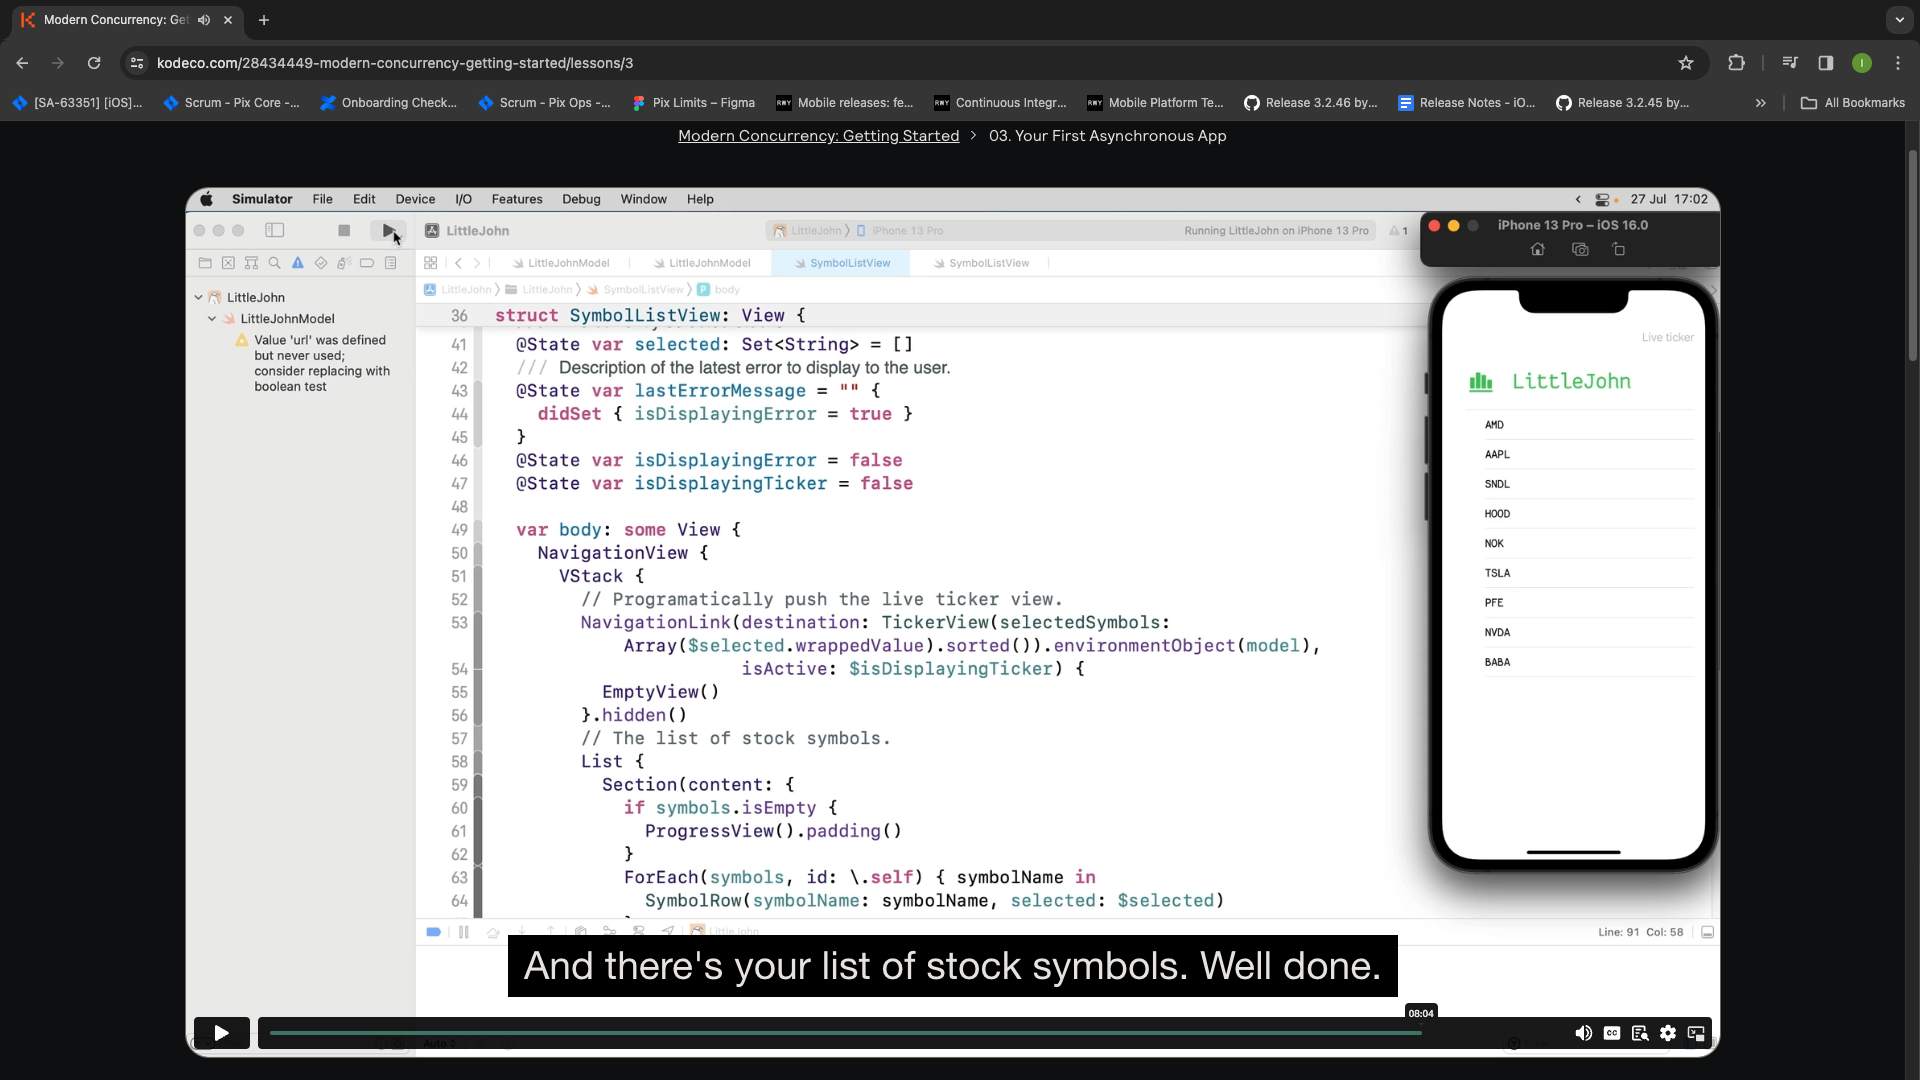 Modern Concurrency: Get
kodeco.com/28434449-modern-concurrency-getting-started/lessons/3
[SA-63351] [iOS]...
Scrum - Pix Core -...
Onboarding Check...
Scrum - Pix Ops -...
Pix Limits – Figma
Mobile releases: fe...
Continuous Integr...
Mobile Platform Te...
Release 3.2.46 by...
Release Notes - iO...
Release 3.2.45 by...
All Bookmarks
Modern Concurrency: Getting Started > 03. Your First Asynchronous App
Simulator File Edit Device I/O Features Debug Window Help
27 Jul 17:02
LittleJohn
LittleJohn
iPhone 13 Pro
Running LittleJohn on iPhone 13 Pro
1
iPhone 13 Pro – iOS 16.0
LittleJohnModel
LittleJohnModel
SymbolListView
SymbolListView
LittleJohn
LittleJohn
SymbolListView
P body
LittleJohn
LittleJohnModel
Value 'url' was defined
but never used;
consider replacing with
boolean test
36 struct SymbolListView: View {
41 @State var selected: Set<String> = []
42 /// Description of the latest error to display to the user.
43 @State var lastErrorMessage = "" {
44 didSet { isDisplayingError = true }
45 }
46 @State var isDisplayingError = false
47 @State var isDisplayingTicker = false
48
49 var body: some View {
50 NavigationView {
51 VStack {
52 // Programatically push the live ticker view.
53 NavigationLink(destination: TickerView(selectedSymbols:
Array($selected.wrappedValue).sorted()).environmentObject(model),
54 isActive: $isDisplayingTicker) {
55 EmptyView()
56 }.hidden()
57 // The list of stock symbols.
58 List {
59 Section(content: {
60 if symbols.isEmpty {
61 ProgressView().padding()
62 }
63 ForEach(symbols, id: \.self) { symbolName in
64 SymbolRow(symbolName: symbolName, selected: $selected)
Live ticker
LittleJohn
AMD
AAPL
SNDL
HOOD
NOK
TSLA
PFE
NVDA
BABA
LittleJohn
Line: 91 Col: 58
And there's your list of stock symbols. Well done.
08:04
CC
Auto